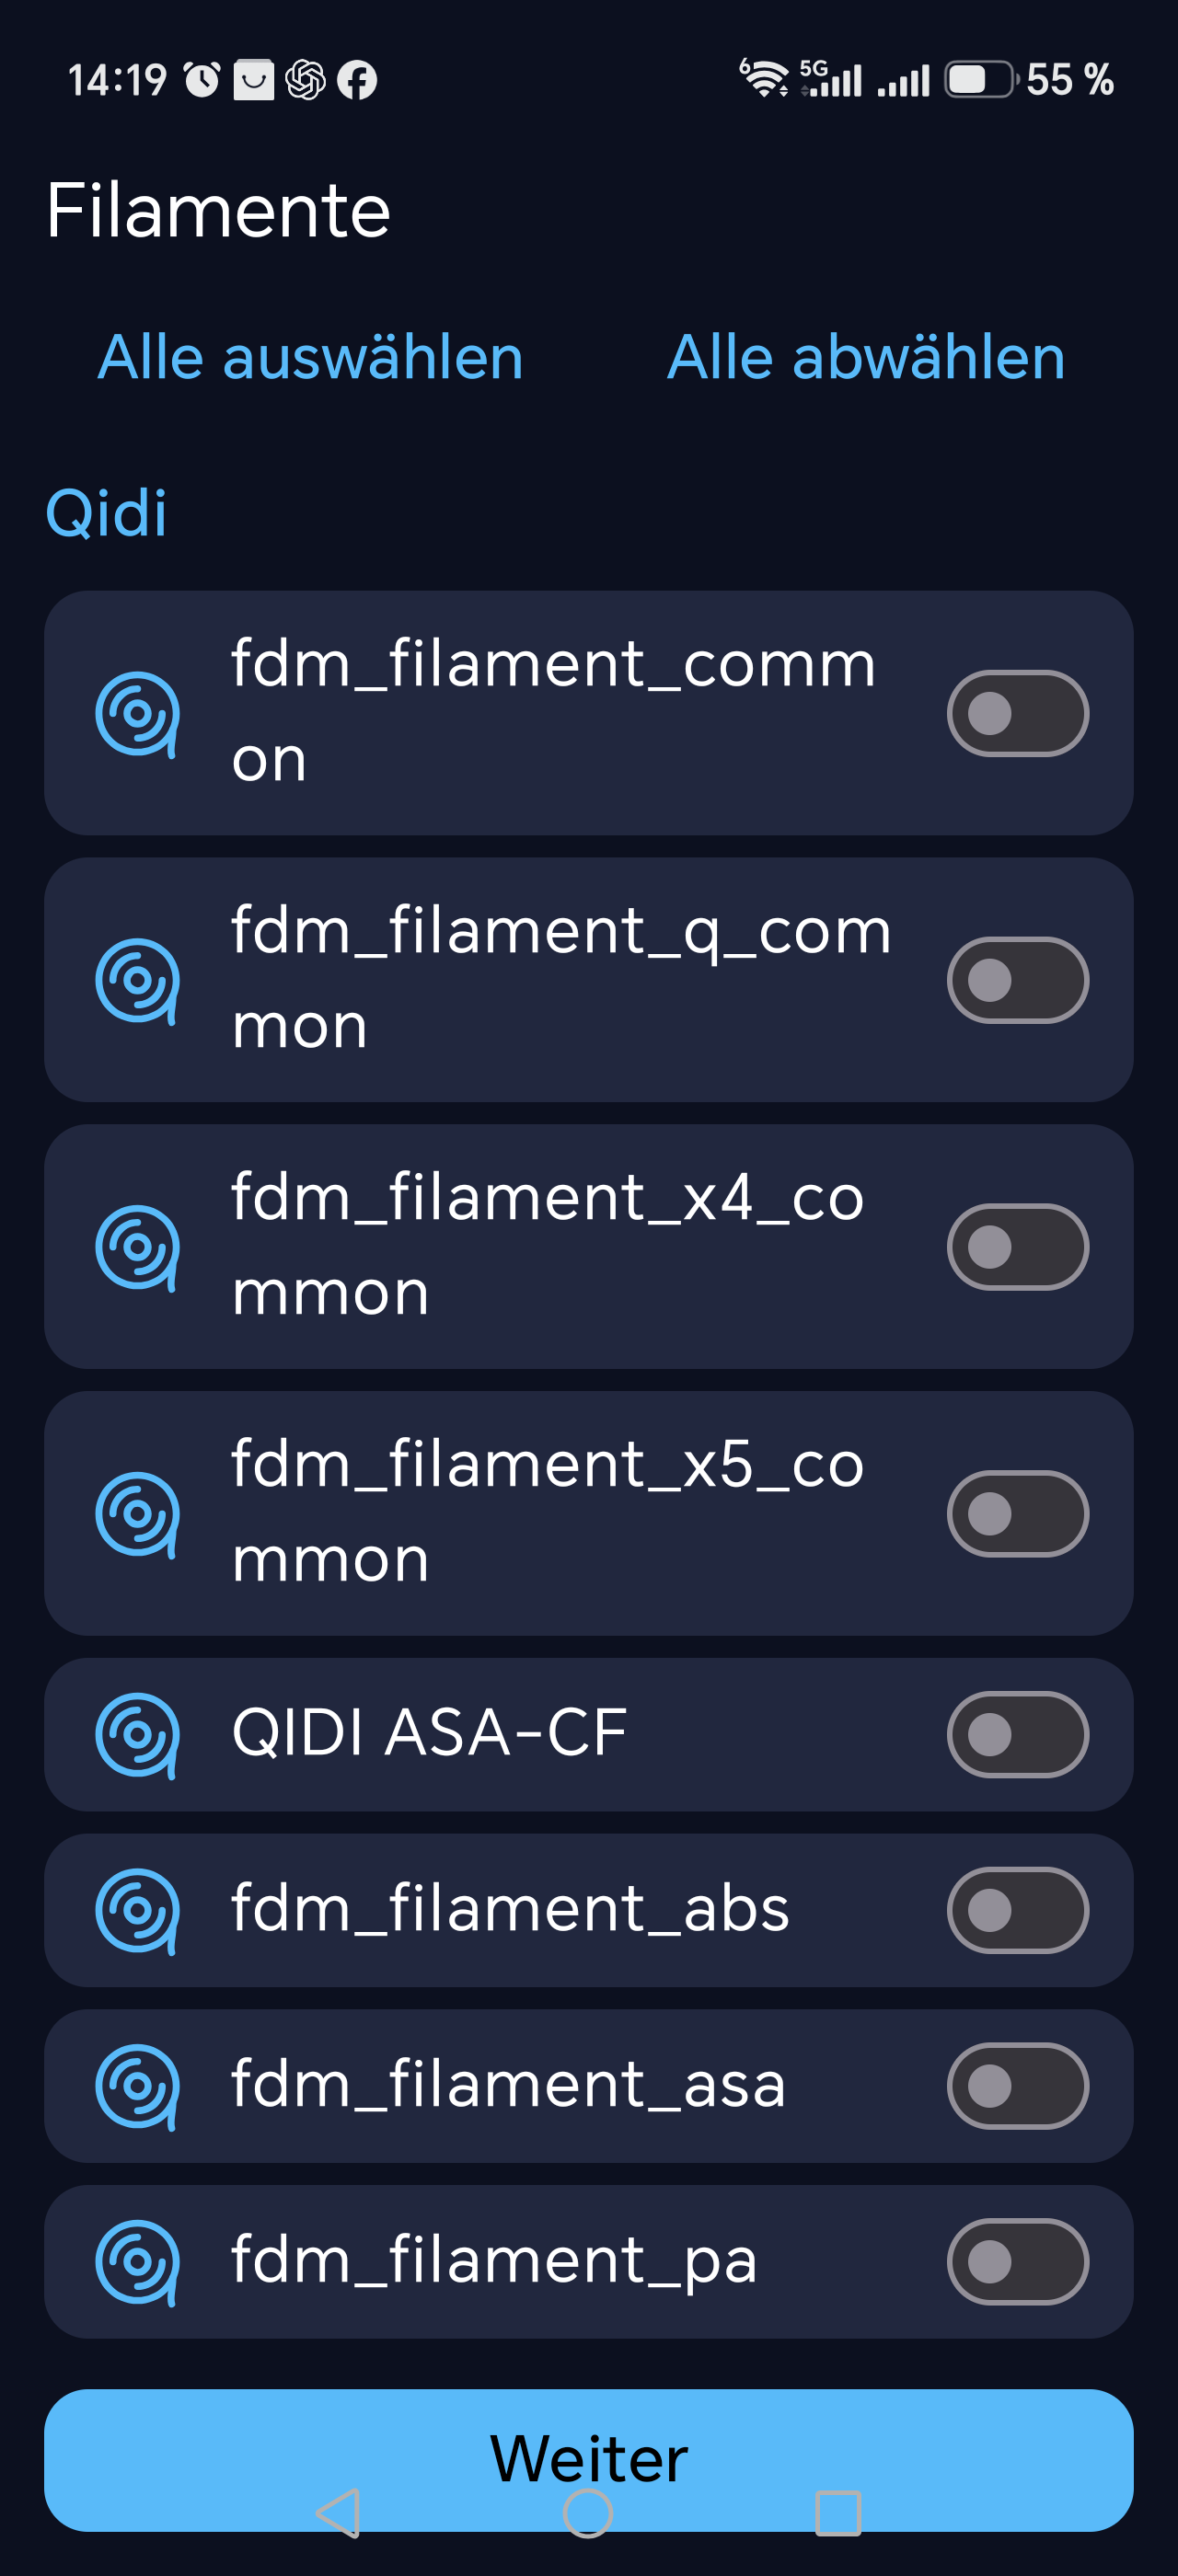 14:19 6 5G 55 %
Filamente
Alle auswählen Alle abwählen
Qidi
fdm_filament_comm
on
fdm_filament_q_com
mon
fdm_filament_x4_co
mmon
fdm_filament_x5_co
mmon
QIDI ASA-CF
fdm_filament_abs
fdm_filament_asa
fdm_filament_pa
Weiter